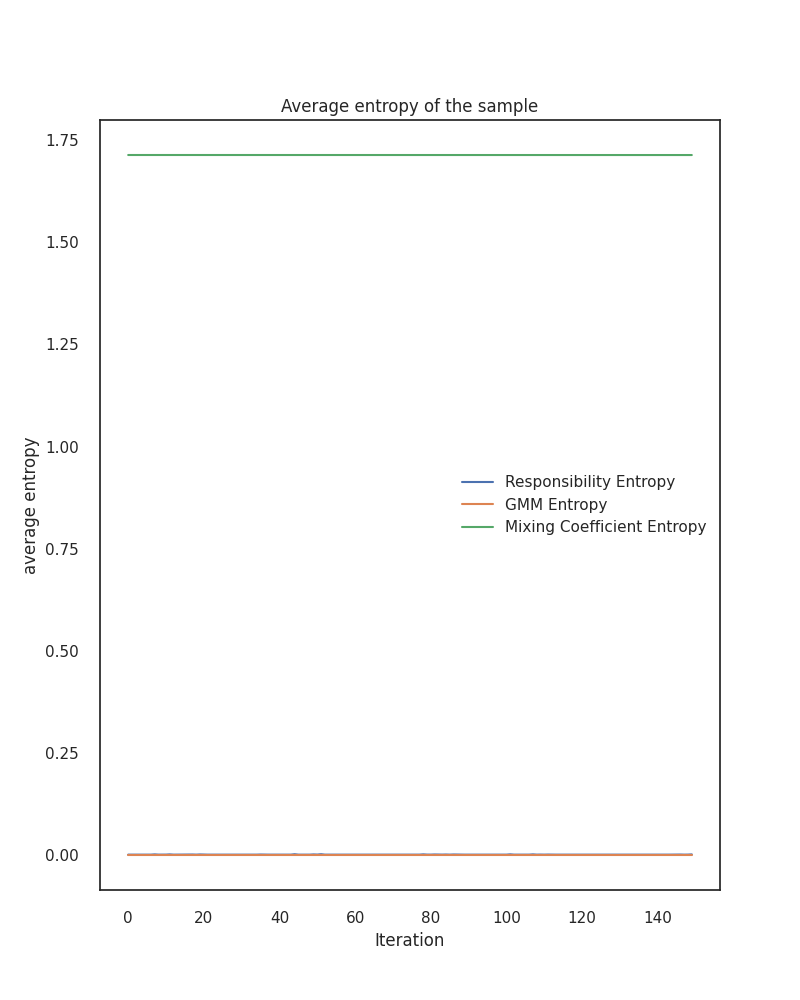 Average entropy of the sample
1.75
1.50
1.25
1.00
0.75
0.50
0.25
0.00
average entropy
Responsibility Entropy
GMM Entropy
Mixing Coefficient Entropy
0 20 40 60 80 100 120 140
Iteration